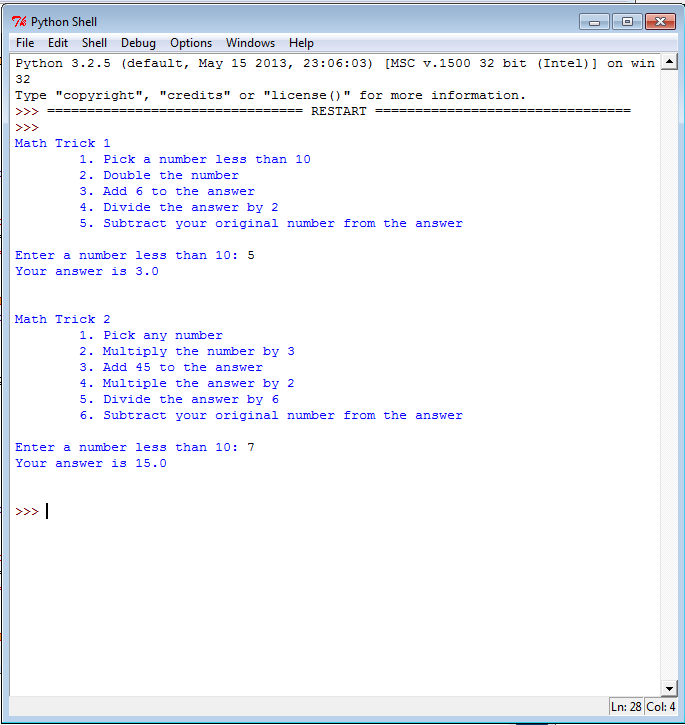 Python Shell
File Edit Shell Debug Options Windows Help
Python 3.2.5 (default, May 15 2013, 23:06:03) [MSC v.1500 32 bit (Intel)] on win
32
Type "copyright", "credits" or "license()" for more information.
>>> ================================ RESTART ================================
>>>
Math Trick 1
        1. Pick a number less than 10
        2. Double the number
        3. Add 6 to the answer
        4. Divide the answer by 2
        5. Subtract your original number from the answer

Enter a number less than 10: 5
Your answer is 3.0

Math Trick 2
        1. Pick any number
        2. Multiply the number by 3
        3. Add 45 to the answer
        4. Multiple the answer by 2
        5. Divide the answer by 6
        6. Subtract your original number from the answer

Enter a number less than 10: 7
Your answer is 15.0

>>>
Ln: 28 Col: 4